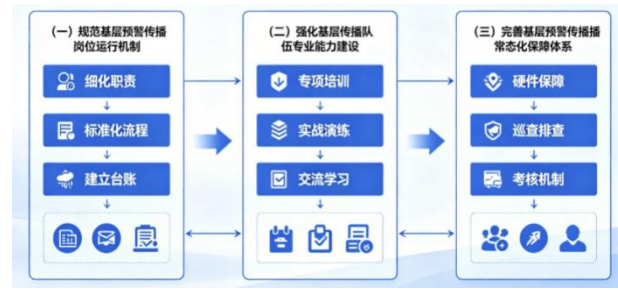 （一）规范基层预警传播
岗位运行机制
细化职责
标准化流程
建立台账
（二）强化基层传播队
伍专业能力建设
专项培训
实战演练
交流学习
（三）完善基层预警传播播
常态化保障体系
硬件保障
巡查排查
考核机制